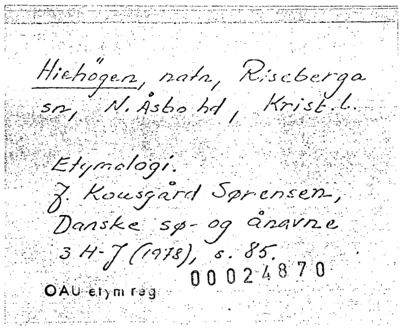 Hiehögen, natn, Riseberga
sn, N. Åsbo hd, Krist. l.
Etymologi.
J. Kousgård Sørensen,
Danske sø- og ånavne
3 H-J (1978), s. 85.
00024870
OAU etym reg